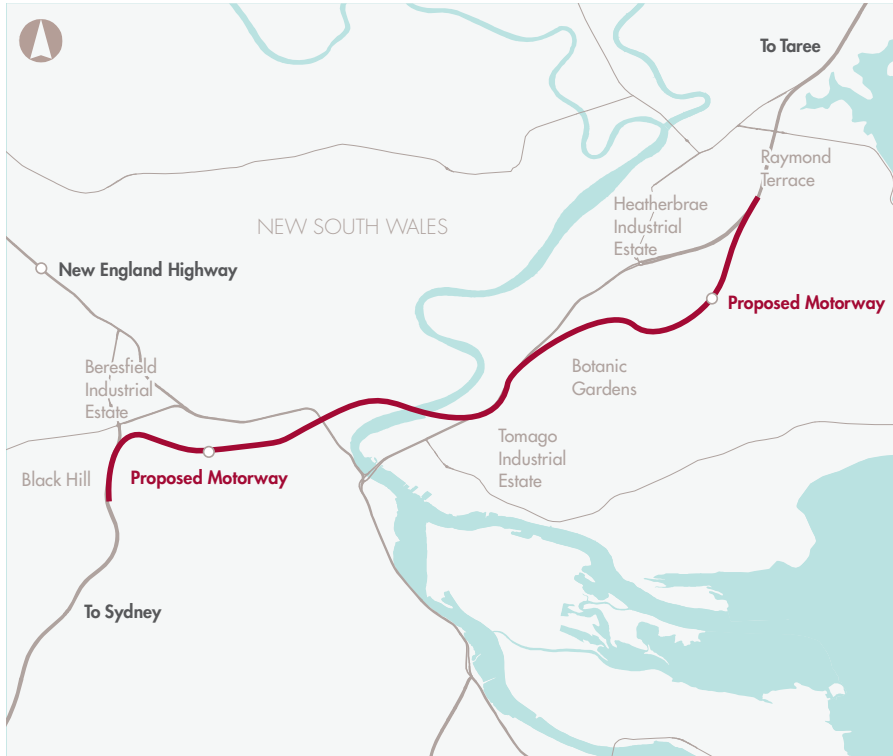 To Taree
Raymond
Terrace
Heatherbrae
Industrial
Estate
NEW SOUTH WALES
New England Highway
Proposed Motorway
Beresfield
Industrial
Estate
Botanic
Gardens
Tomago
Industrial
Estate
Black Hill
Proposed Motorway
To Sydney